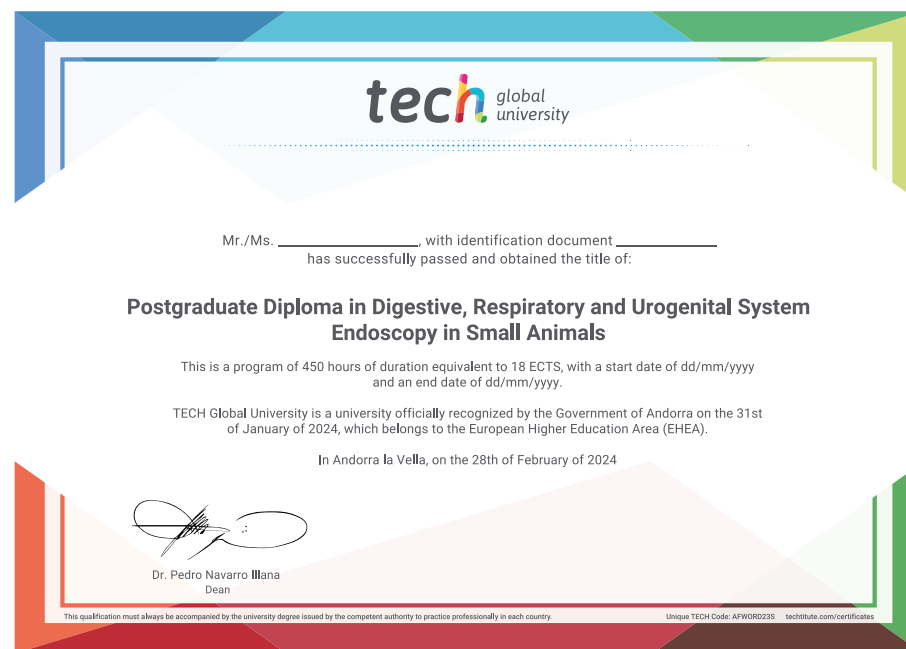 tech global university
Mr./Ms. ____________, with identification document ____________
has successfully passed and obtained the title of:
Postgraduate Diploma in Digestive, Respiratory and Urogenital System
Endoscopy in Small Animals
This is a program of 450 hours of duration equivalent to 18 ECTS, with a start date of dd/mm/yyyy
and an end date of dd/mm/yyyy.
TECH Global University is a university officially recognized by the Government of Andorra on the 31st
of January of 2024, which belongs to the European Higher Education Area (EHEA).
In Andorra la Vella, on the 28th of February of 2024
Dr. Pedro Navarro Illana
Dean
This qualification must always be accompanied by the university degree issued by the competent authority to practice professionally in each country.
Unique TECH Code: AFWORD23S techtitute.com/certificates